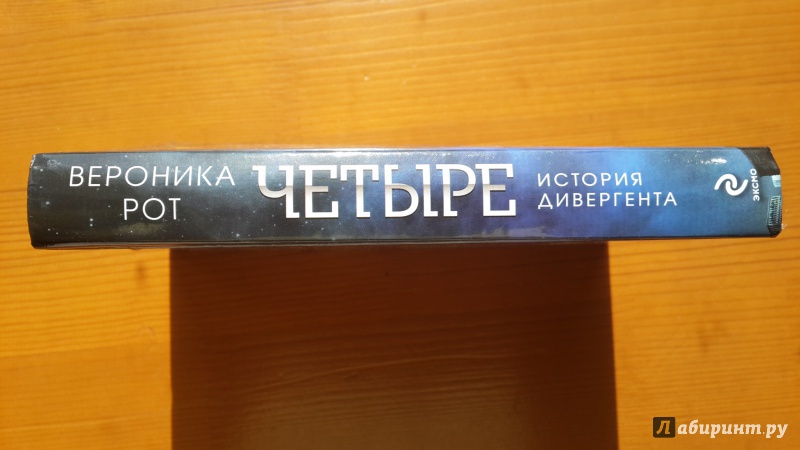 ВЕРОНИКА
РОТ
ЧЕТЫРЕ
ИСТОРИЯ
ДИВЕРГЕНТА
ЭКСМО
Лабиринт.ру